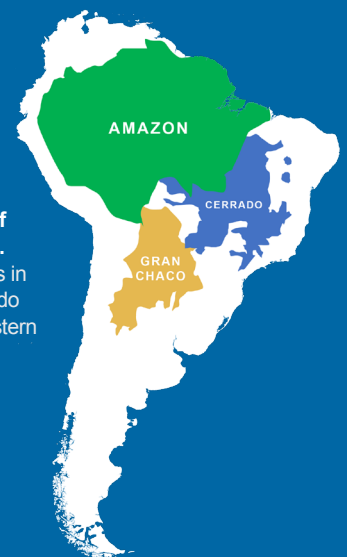 AMAZON
CERRADO
f
.
GRAN
s in
CHACO
do
stern